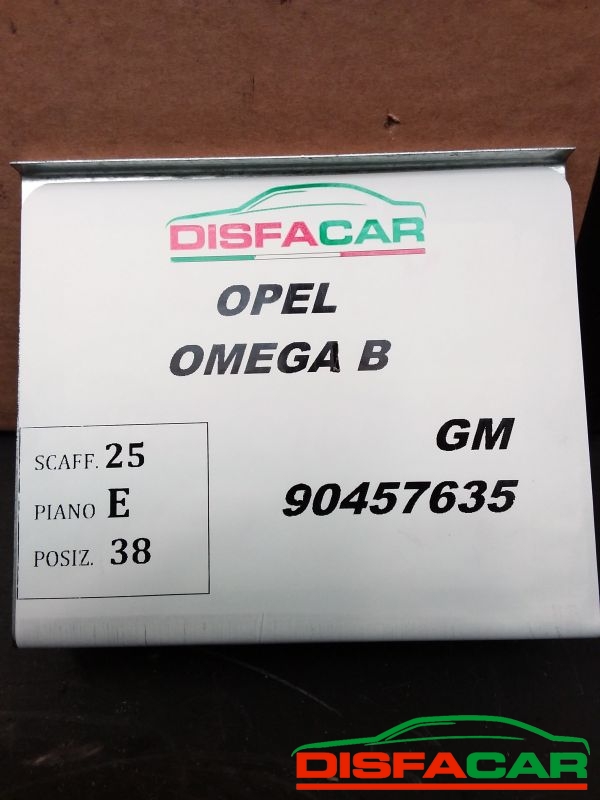 DISFACAR
OPEL
OMEGA B
GM
90457635
SCAFF. 25
PIANO E
POSIZ. 38
DISFACAR